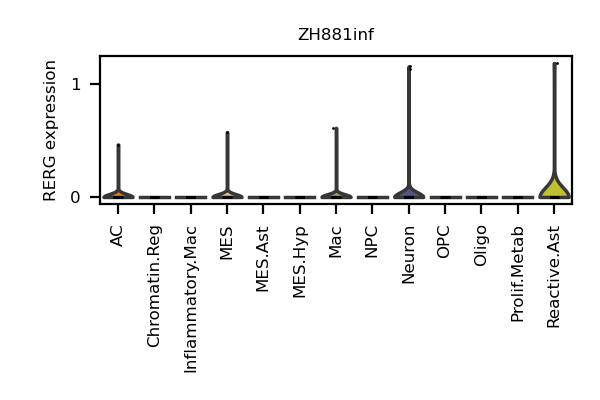 ZH881inf
RERG expression
1
0
AC
Chromatin.Reg
Inflammatory.Mac
MES
MES.Ast
MES.Hyp
Mac
NPC
Neuron
OPC
Oligo
Prolif.Metab
Reactive.Ast